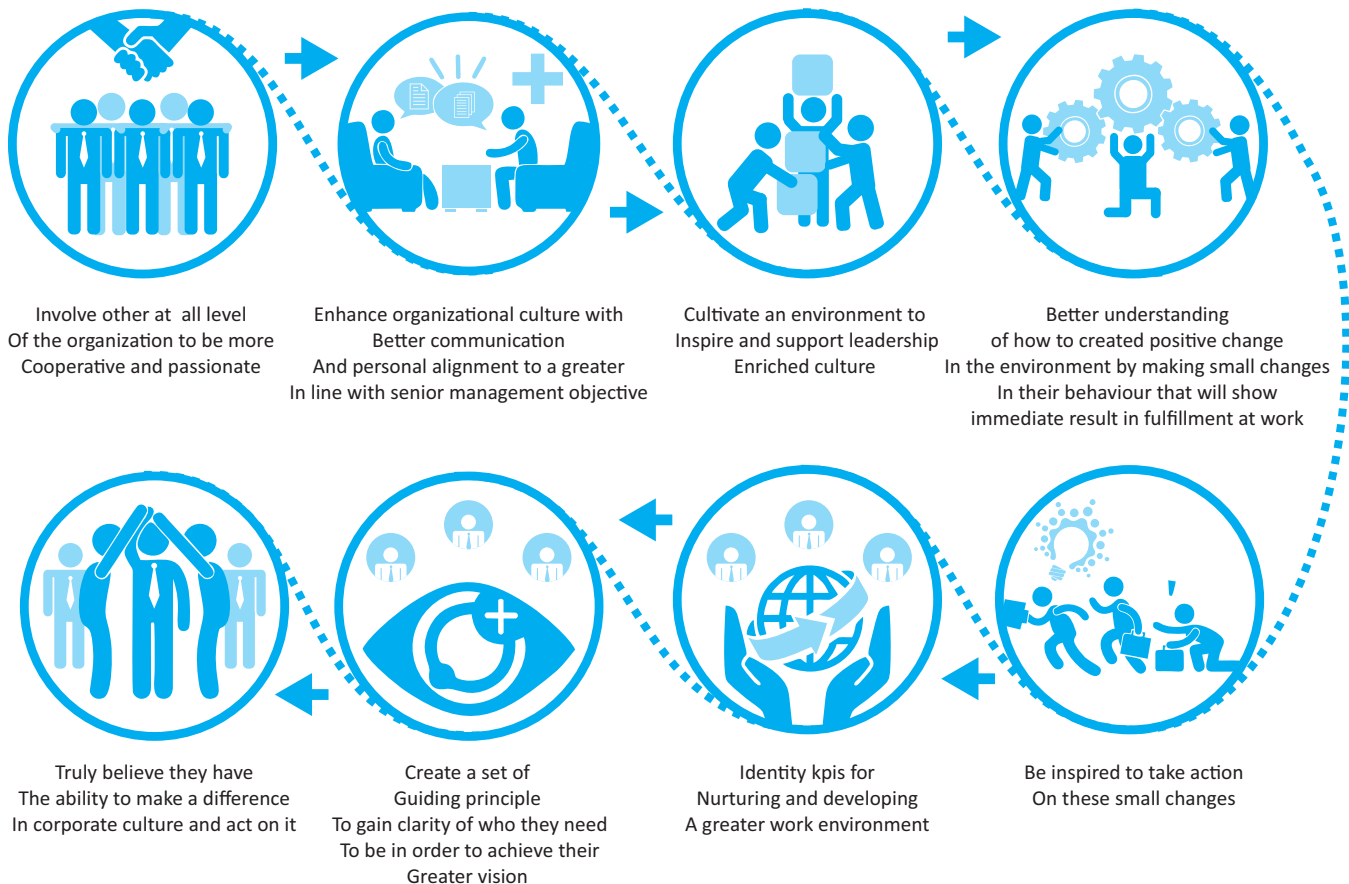 Involve other at all level
Of the organization to be more
Cooperative and passionate
Enhance organizational culture with
Better communication
And personal alignment to a greater
In line with senior management objective
Cultivate an environment to
Inspire and support leadership
Enriched culture
Better understanding
of how to created positive change
In the environment by making small changes
In their behaviour that will show
immediate result in fulfillment at work
Truly believe they have
The ability to make a difference
In corporate culture and act on it
Create a set of
Guiding principle
To gain clarity of who they need
To be in order to achieve their
Greater vision
Identity kpis for
Nurturing and developing
A greater work environment
Be inspired to take action
On these small changes